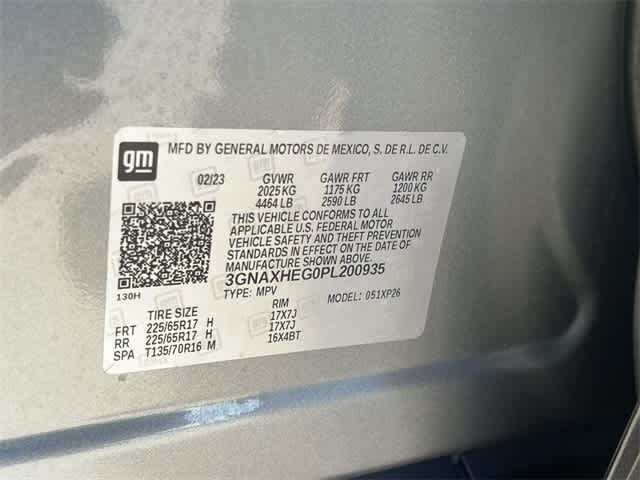 gm
MFD BY GENERAL MOTORS DE MEXICO, S. DE R.L. DE C.V.
02/23 GVWR GAWR FRT GAWR RR
2025 KG 1175 KG 1200 KG
4464 LB 2590 LB 2645 LB
THIS VEHICLE CONFORMS TO ALL
APPLICABLE U.S. FEDERAL MOTOR
VEHICLE SAFETY AND THEFT PREVENTION
STANDARDS IN EFFECT ON THE DATE OF
MANUFACTURE SHOWN ABOVE.
3GNAXHEG0PL200935
130H
TYPE: MPV MODEL: 051XP26
TIRE SIZE RIM
FRT 225/65R17 H 17X7J
RR 225/65R17 H 17X7J
SPA T135/70R16 M 16X4BT